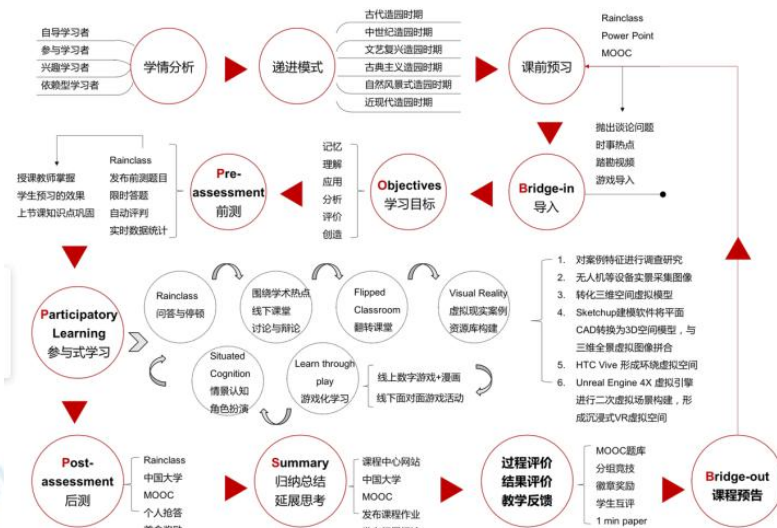 自导学习者
参与学习者
兴趣学习者
依赖型学习者
学情分析
递进模式
古代造园时期
中世纪造园时期
文艺复兴造园时期
古典主义造园时期
自然风景式造园时期
近现代造园时期
课前预习
Rainclass
Power Point
MOOC
抛出谈论问题
时事热点
踏勘视频
游戏导入
Bridge-in
导入
Objectives
学习目标
记忆
理解
应用
分析
评价
创造
Pre-
assessment
前测
Rainclass
发布前测题目
限时答题
自动评判
实时数据统计
授课教师掌握
学生预习的效果
上节课知识点巩固
Participatory
Learning
参与式学习
Rainclass
问答与停顿
围绕学术热点
线下课堂
讨论与辩论
Flipped
Classroom
翻转课堂
Visual Reality
虚拟现实案例
资源库构建
1. 对案例特征进行调查研究
2. 无人机等设备实景采集图像
3. 转化三维空间虚拟模型
4. Sketchup建模软件将平面
CAD转换为3D空间模型，与
三维全景虚拟图像拼合
5. HTC Vive 形成环绕虚拟空间
6. Unreal Engine 4X 虚拟引擎
进行二次虚拟场景构建，形
成沉浸式VR虚拟空间
Situated
Cognition
情景认知
角色扮演
Learn through
play
游戏化学习
线上数字游戏+漫画
线下面对面游戏活动
Post-
assessment
后测
Rainclass
中国大学
MOOC
个人抢答
Summary
归纳总结
延展思考
课程中心网站
中国大学
MOOC
发布课程作业
过程评价
结果评价
教学反馈
MOOC题库
分组竞技
徽章奖励
学生互评
1 min paper
Bridge-out
课程预告